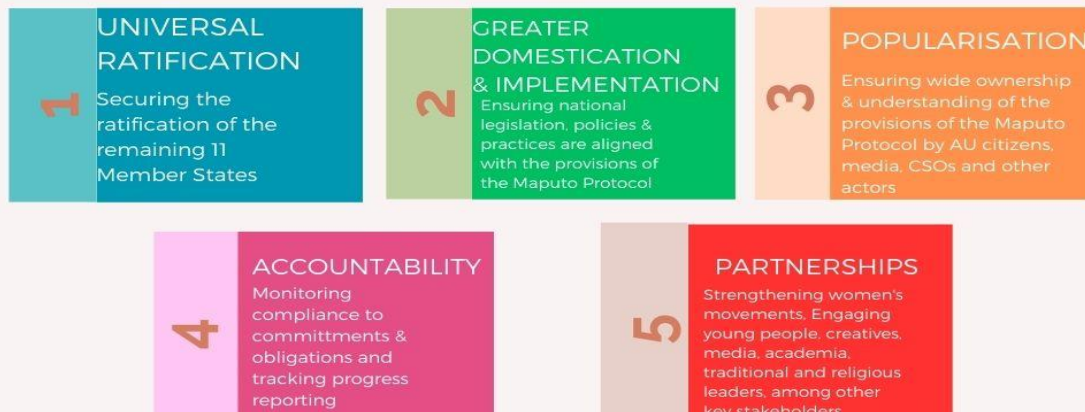 1
UNIVERSAL
RATIFICATION
Securing the
ratification of the
remaining 11
Member States
2
GREATER
DOMESTICATION
& IMPLEMENTATION
Ensuring national
legislation, policies &
practices are aligned
with the provisions of
the Maputo Protocol
3
POPULARISATION
Ensuring wide ownership
& understanding of the
provisions of the Maputo
Protocol by AU citizens,
media, CSOs and other
actors
4
ACCOUNTABILITY
Monitoring
compliance to
committments &
obligations and
tracking progress
reporting
5
PARTNERSHIPS
Strengthening women's
movements, Engaging
young people, creatives,
media, academia,
traditional and religious
leaders, among other
key stakeholders